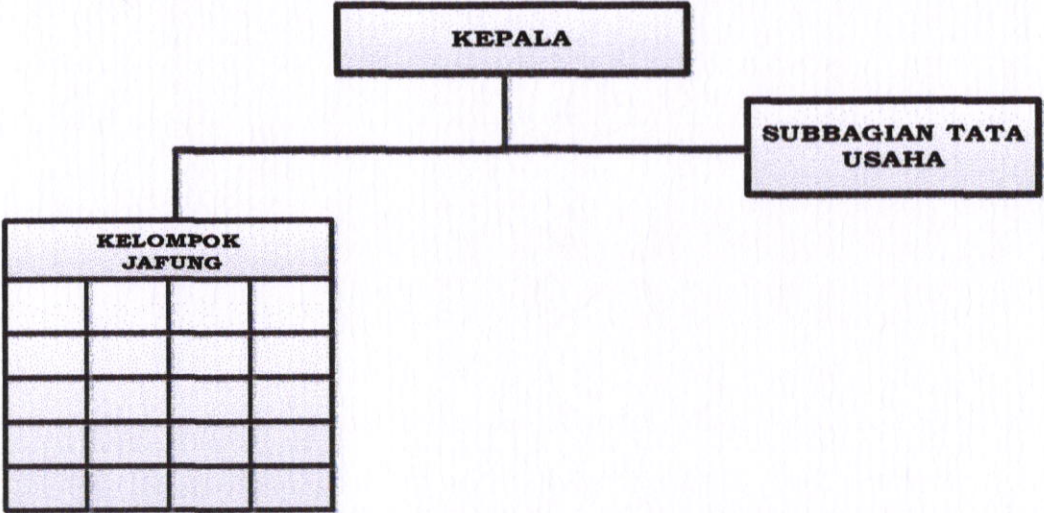 KEPALA
SUBBAGIAN TATA
USAHA
KELOMPOK
JAFUNG